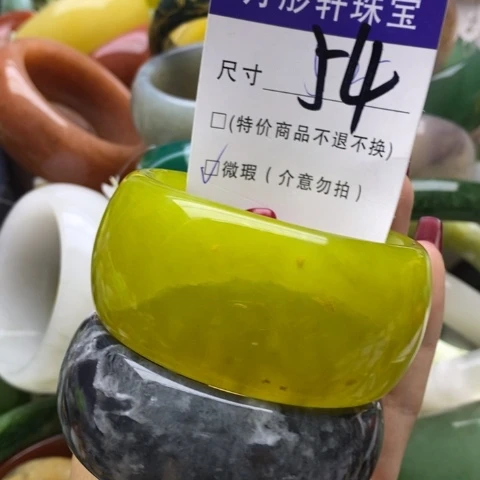 轩珠宝
尺寸 54
□(特价商品不退不换)
☑微瑕(介意勿拍)